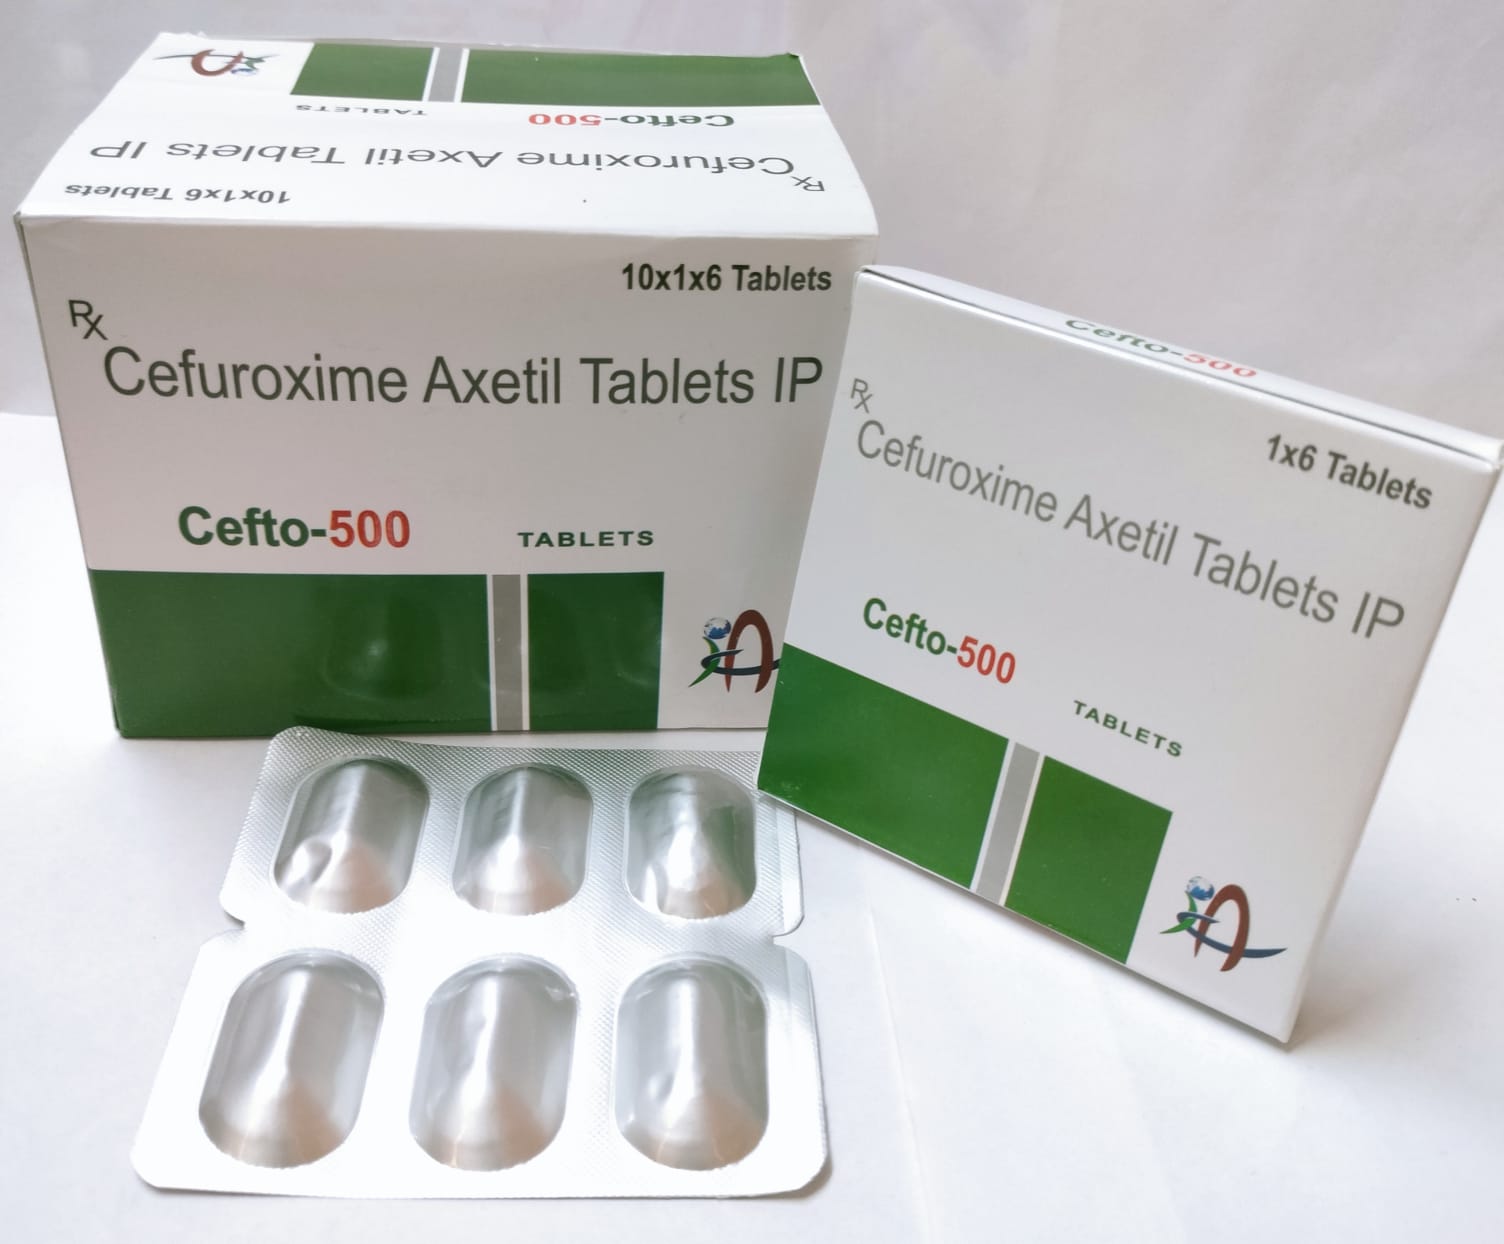 Cefto-500
TABLETS
Rx
Cefuroxime Axetil Tablets IP
10x1x6 Tablets
10x1x6 Tablets
Rx
Cefuroxime Axetil Tablets IP
Cefto-500
TABLETS
Cefto-500
1x6 Tablets
Rx
Cefuroxime Axetil Tablets IP
Cefto-500
TABLETS